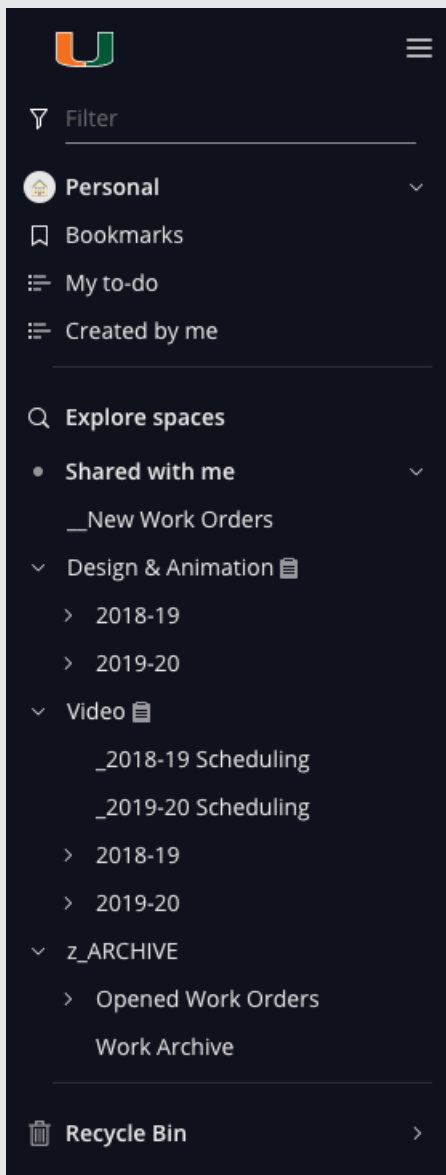 U
Filter
Personal
Bookmarks
My to-do
Created by me
Explore spaces
Shared with me
__New Work Orders
Design & Animation
2018-19
2019-20
Video
_2018-19 Scheduling
_2019-20 Scheduling
2018-19
2019-20
z_ARCHIVE
Opened Work Orders
Work Archive
Recycle Bin